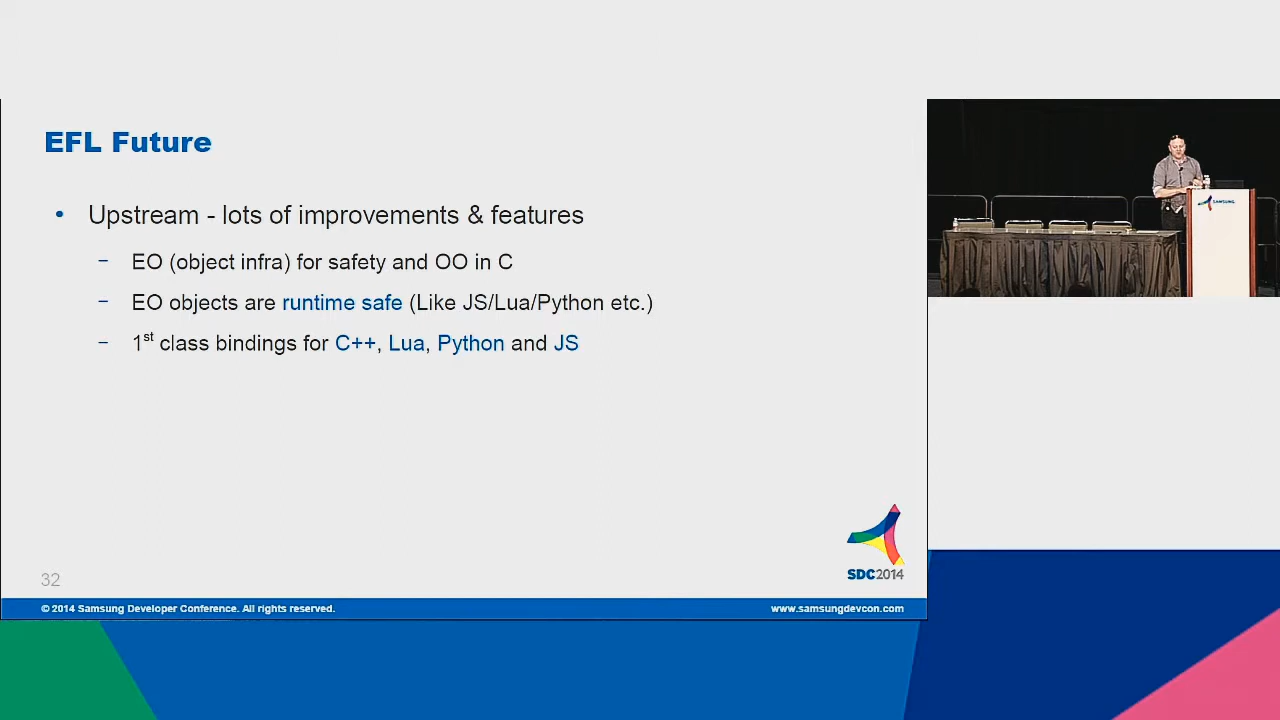 EFL Future
• Upstream - lots of improvements & features
− EO (object infra) for safety and OO in C
− EO objects are runtime safe (Like JS/Lua/Python etc.)
− 1st class bindings for C++, Lua, Python and JS
SDC2014
32
© 2014 Samsung Developer Conference. All rights reserved.
www.samsungdevcon.com
SAMSUNG